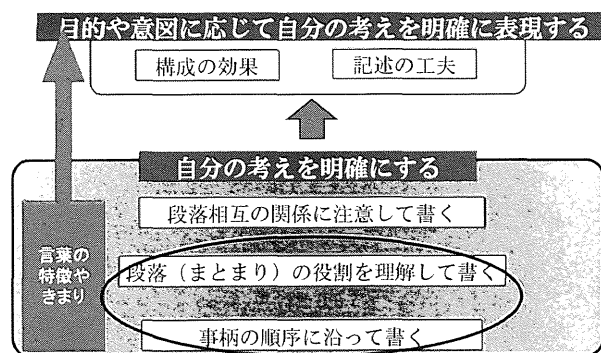 目的や意図に応じて自分の考えを明確に表現する
構成の効果
記述の工夫
自分の考えを明確にする
段落相互の関係に注意して書く
言葉の
特徴や
きまり
段落(まとまり)の役割を理解して書く
事柄の順序に沿って書く